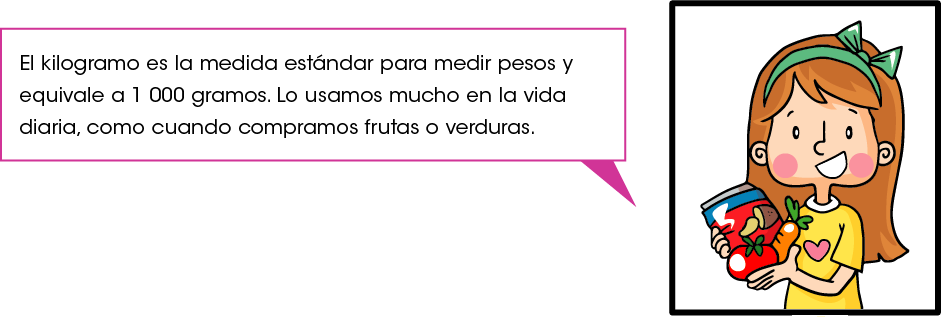 El kilogramo es la medida estándar para medir pesos y
equivale a 1 000 gramos. Lo usamos mucho en la vida
diaria, como cuando compramos frutas o verduras.